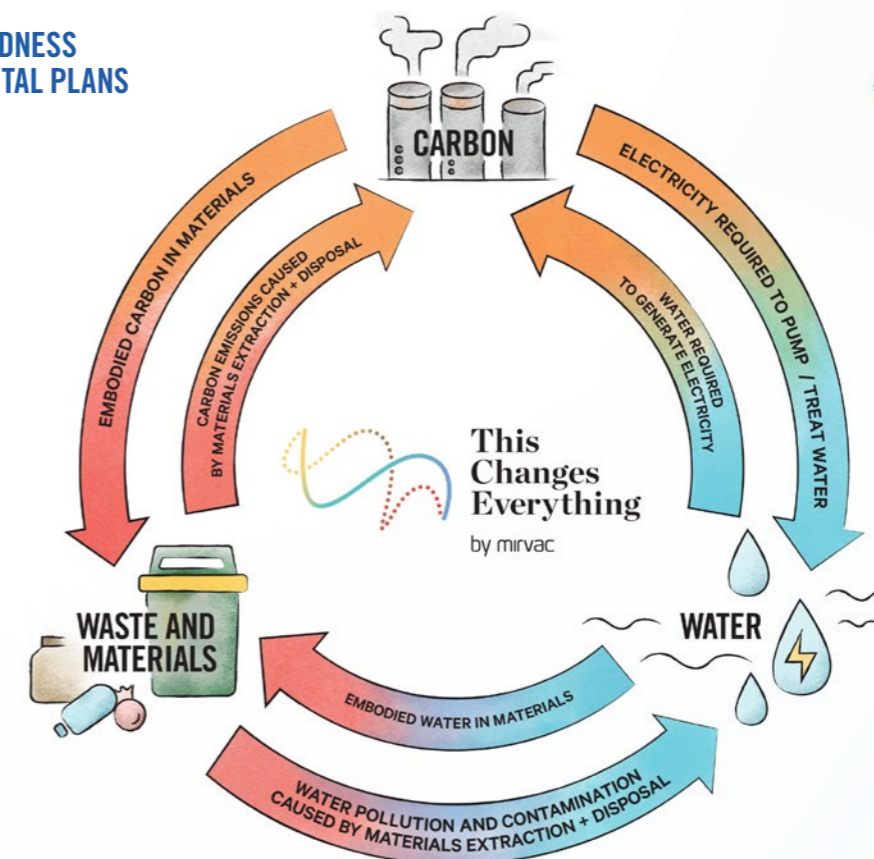 DNESS
TAL PLANS
CARBON
EMBODIED CARBON IN MATERIALS
CARBON EMISSIONS CAUSED
BY MATERIALS EXTRACTION + DISPOSAL
WATER REQUIRED
TO GENERATE ELECTRICITY
ELECTRICITY REQUIRED TO PUMP / TREAT WATER
This
Changes
Everything
by mirvac
WASTE AND
MATERIALS
WATER
EMBODIED WATER IN MATERIALS
WATER POLLUTION AND CONTAMINATION
CAUSED BY MATERIALS EXTRACTION + DISPOSAL